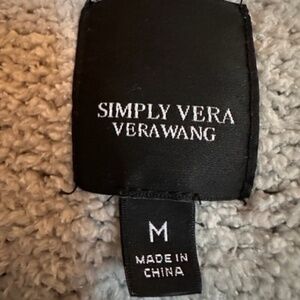 SIMPLY VERA
VERAWANG
M
MADE IN
CHINA